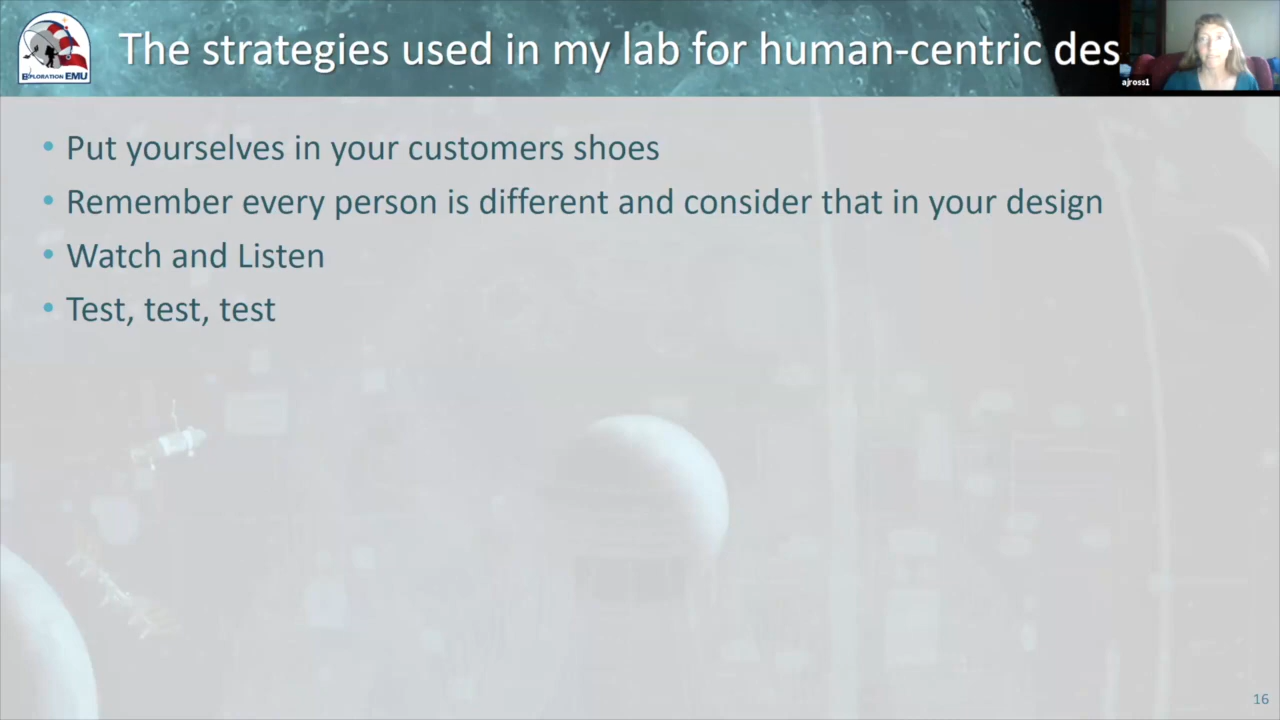 The strategies used in my lab for human-centric des
ajross1
EXPLORATION EMU
• Put yourselves in your customers shoes
• Remember every person is different and consider that in your design
• Watch and Listen
• Test, test, test
16